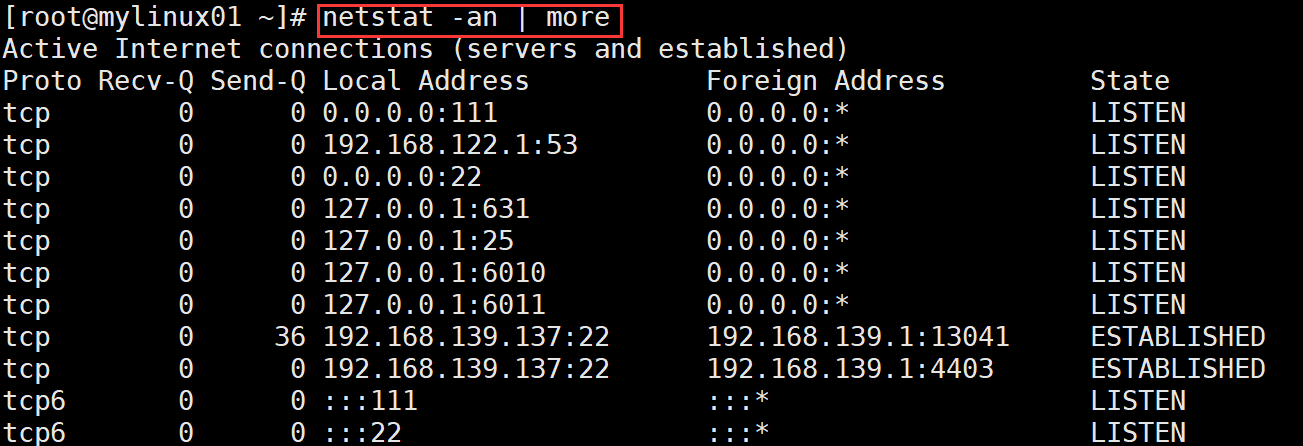 [root@mylinux01 ~]# netstat -an | more
Active Internet connections (servers and established)
Proto Recv-Q Send-Q Local Address           Foreign Address         State
tcp        0      0 0.0.0.0:111             0.0.0.0:*               LISTEN
tcp        0      0 192.168.122.1:53        0.0.0.0:*               LISTEN
tcp        0      0 0.0.0.0:22              0.0.0.0:*               LISTEN
tcp        0      0 127.0.0.1:631           0.0.0.0:*               LISTEN
tcp        0      0 127.0.0.1:25            0.0.0.0:*               LISTEN
tcp        0      0 127.0.0.1:6010          0.0.0.0:*               LISTEN
tcp        0      0 127.0.0.1:6011          0.0.0.0:*               LISTEN
tcp        0     36 192.168.139.137:22      192.168.139.1:13041     ESTABLISHED
tcp        0      0 192.168.139.137:22      192.168.139.1:4403      ESTABLISHED
tcp6       0      0 :::111                  :::*                    LISTEN
tcp6       0      0 :::22                   :::*                    LISTEN